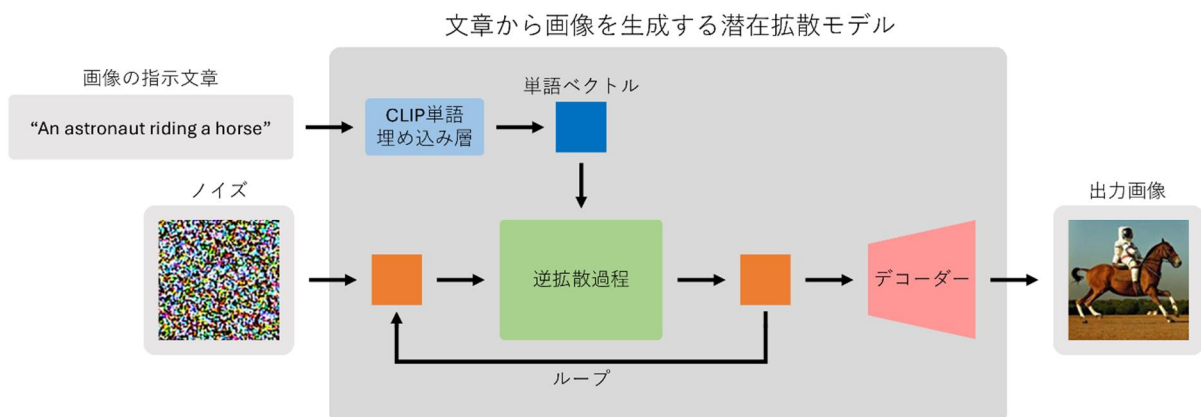 文章から画像を生成する潜在拡散モデル
画像の指示文章
“An astronaut riding a horse”
CLIP単語
埋め込み層
単語ベクトル
ノイズ
逆拡散過程
ループ
デコーダー
出力画像